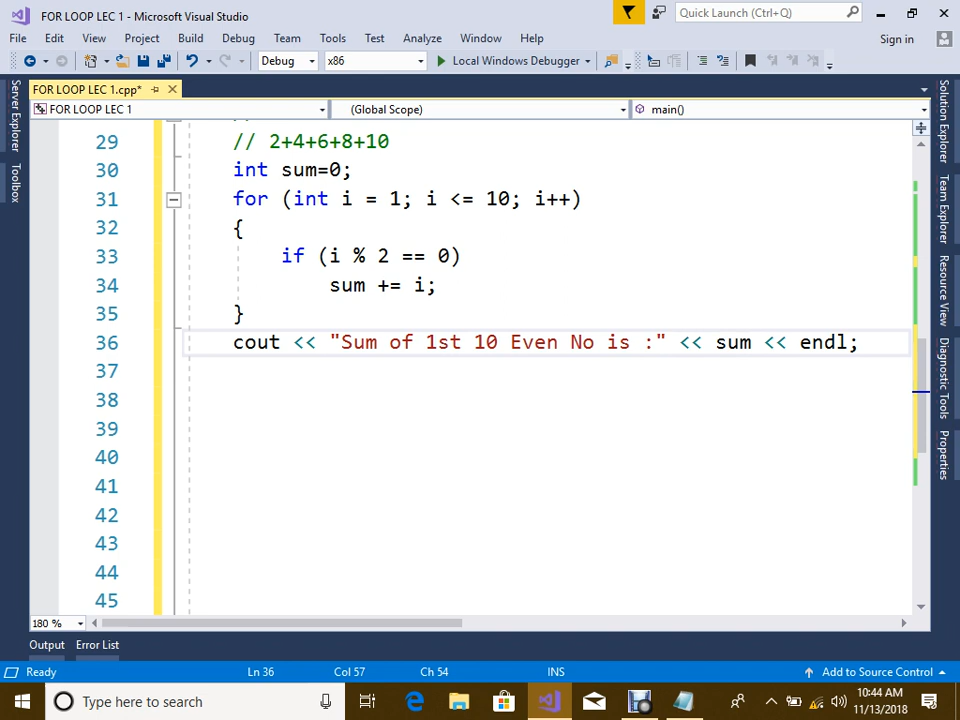 FOR LOOP LEC 1 - Microsoft Visual Studio
Quick Launch (Ctrl+Q)
File Edit View Project Build Debug Team Tools Test Analyze Window Help
Sign in
Debug x86 Local Windows Debugger
FOR LOOP LEC 1.cpp*
FOR LOOP LEC 1 (Global Scope) main()
29 // 2+4+6+8+10
30 int sum=0;
31 for (int i = 1; i <= 10; i++)
32 {
33 if (i % 2 == 0)
34 sum += i;
35 }
36 cout << "Sum of 1st 10 Even No is :" << sum << endl;
37
38
39
40
41
42
43
44
45
Server Explorer
Toolbox
Solution Explorer
Team Explorer
Resource View
Diagnostic Tools
Properties
180 %
Output Error List
Ready Ln 36 Col 57 Ch 54 INS Add to Source Control
Type here to search
10:44 AM
11/13/2018